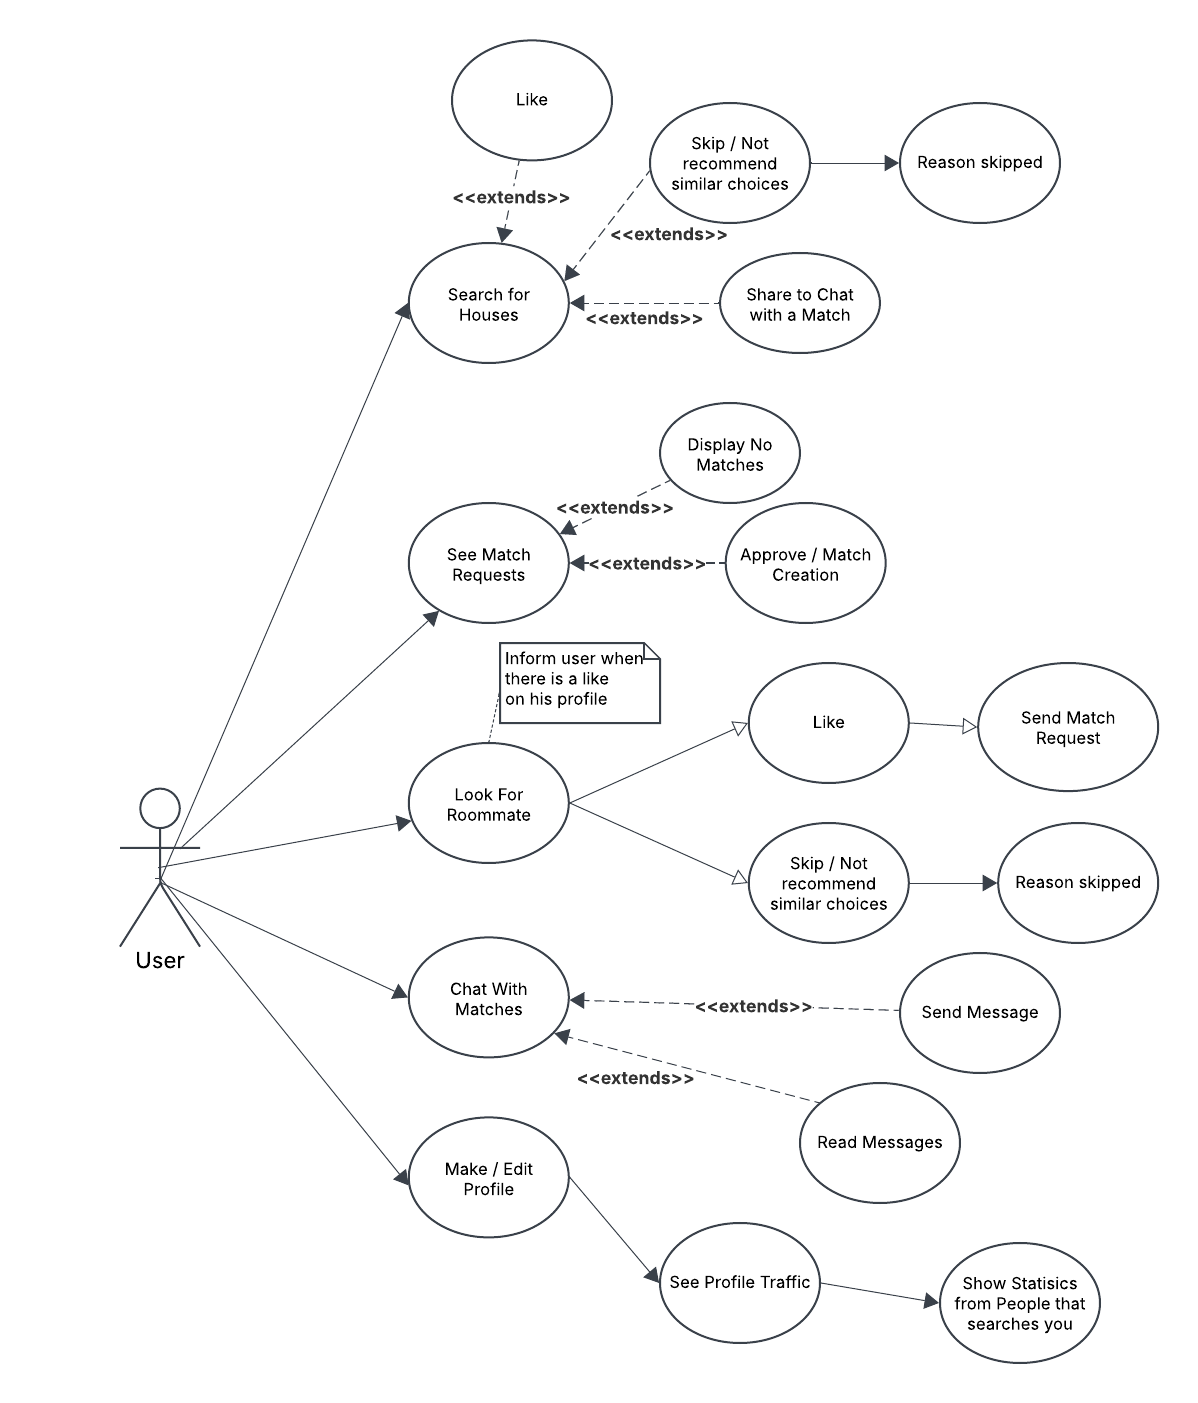 Like
<<extends>>
Skip / Not
recommend
similar choices
Reason skipped
<<extends>>
Search for
Houses
Share to Chat
with a Match
<<extends>>
Display No
Matches
<<extends>>
See Match
Requests
<<extends>>
Approve / Match
Creation
Inform user when
there is a like
on his profile
Like
Send Match
Request
Look For
Roommate
Skip / Not
recommend
similar choices
Reason skipped
User
Chat With
Matches
<<extends>>
Send Message
<<extends>>
Read Messages
Make / Edit
Profile
See Profile Traffic
Show Statisics
from People that
searches you